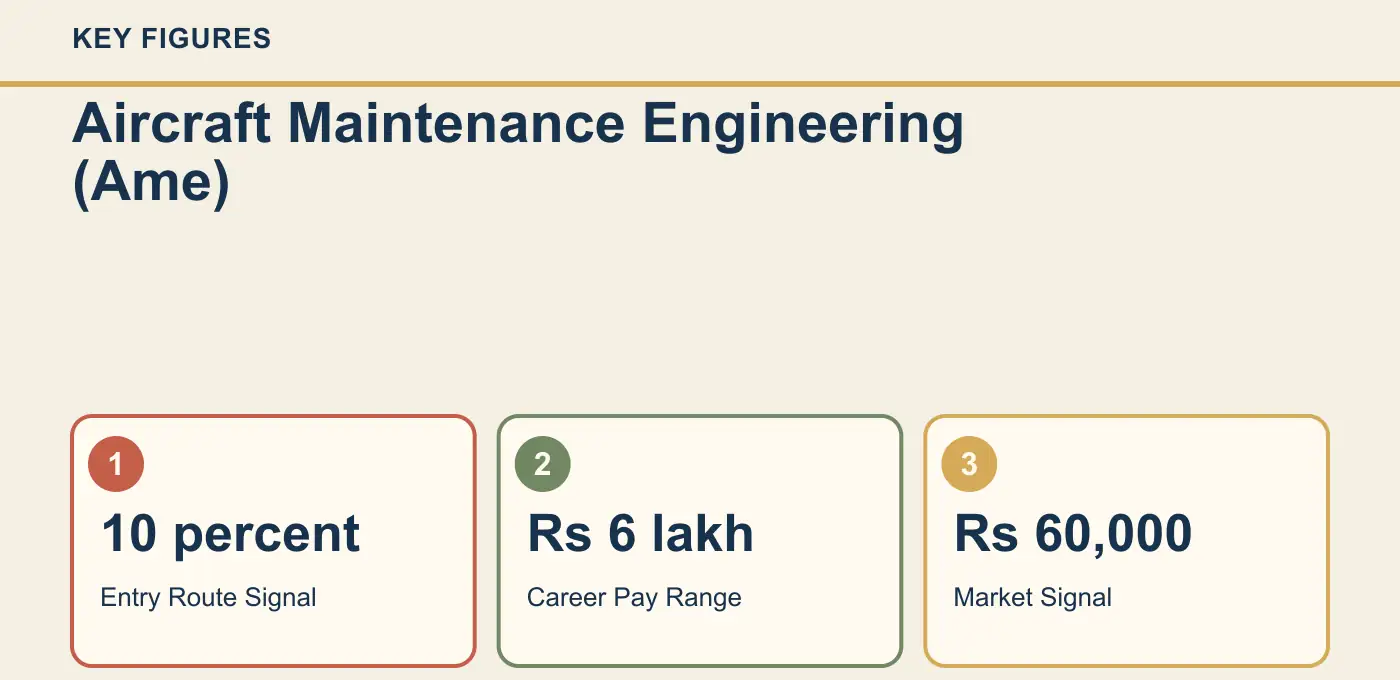 KEY FIGURES
Aircraft Maintenance Engineering
(Ame)
1
10 percent
Entry Route Signal
2
Rs 6 lakh
Career Pay Range
3
Rs 60,000
Market Signal